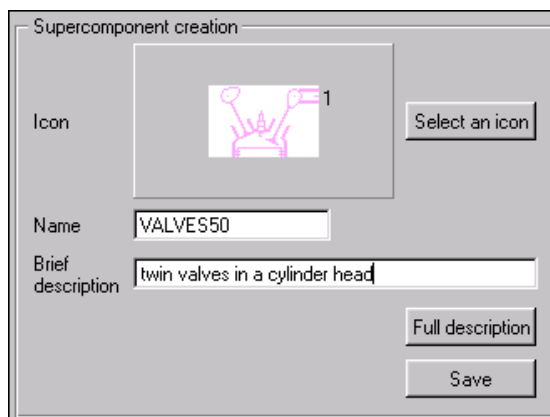 Supercomponent creation
1
Icon
Select an icon
Name
VALVES50
Brief
description
twin valves in a cylinder head
Full description
Save